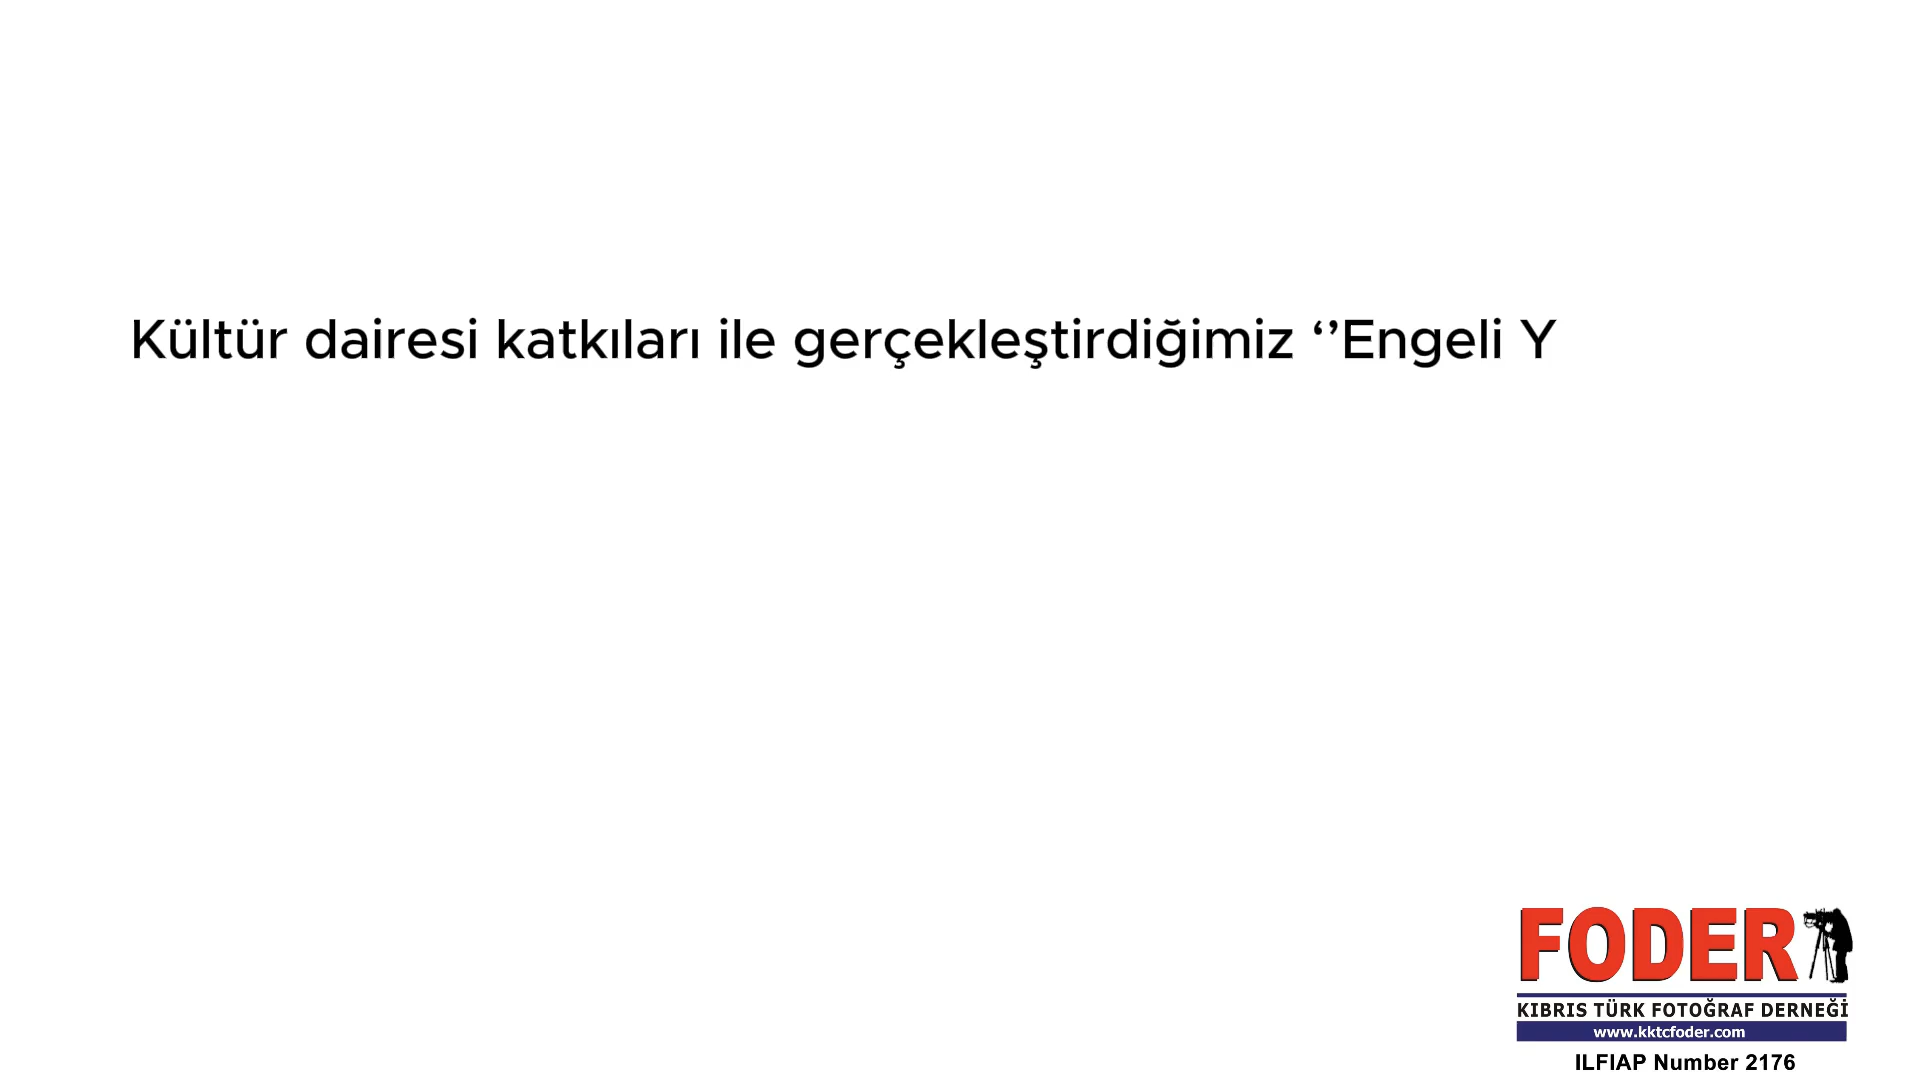 Kültür dairesi katkıları ile gerçekleştirdiğimiz ‘’Engeli Y
FODER
KIBRIS TÜRK FOTOĞRAF DERNEĞİ
www.kktcfoder.com
ILFIAP Number 2176